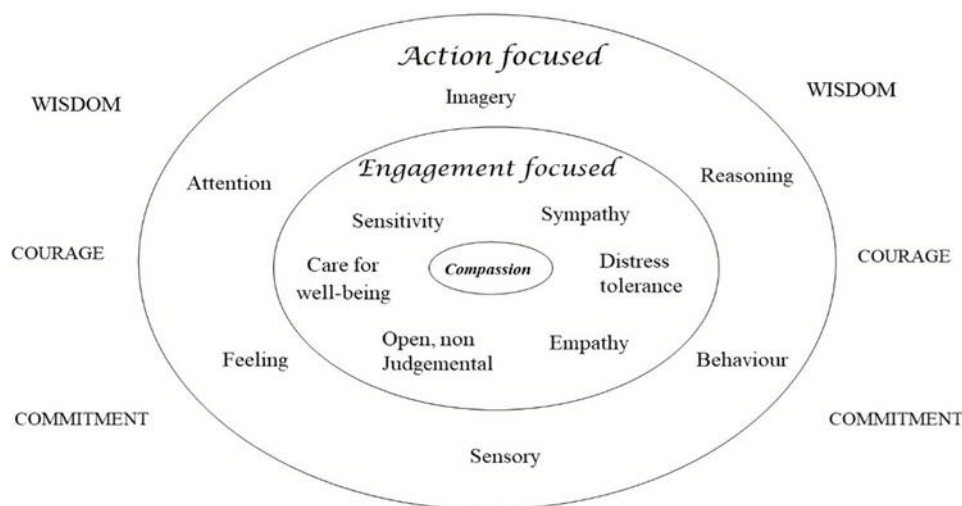 Action focused
Imagery
WISDOM
WISDOM
Attention
Reasoning
Engagement focused
Sensitivity
Sympathy
COURAGE
COURAGE
Care for
well-being
Compassion
Distress
tolerance
Open, non
Judgemental
Empathy
Feeling
Behaviour
COMMITMENT
COMMITMENT
Sensory